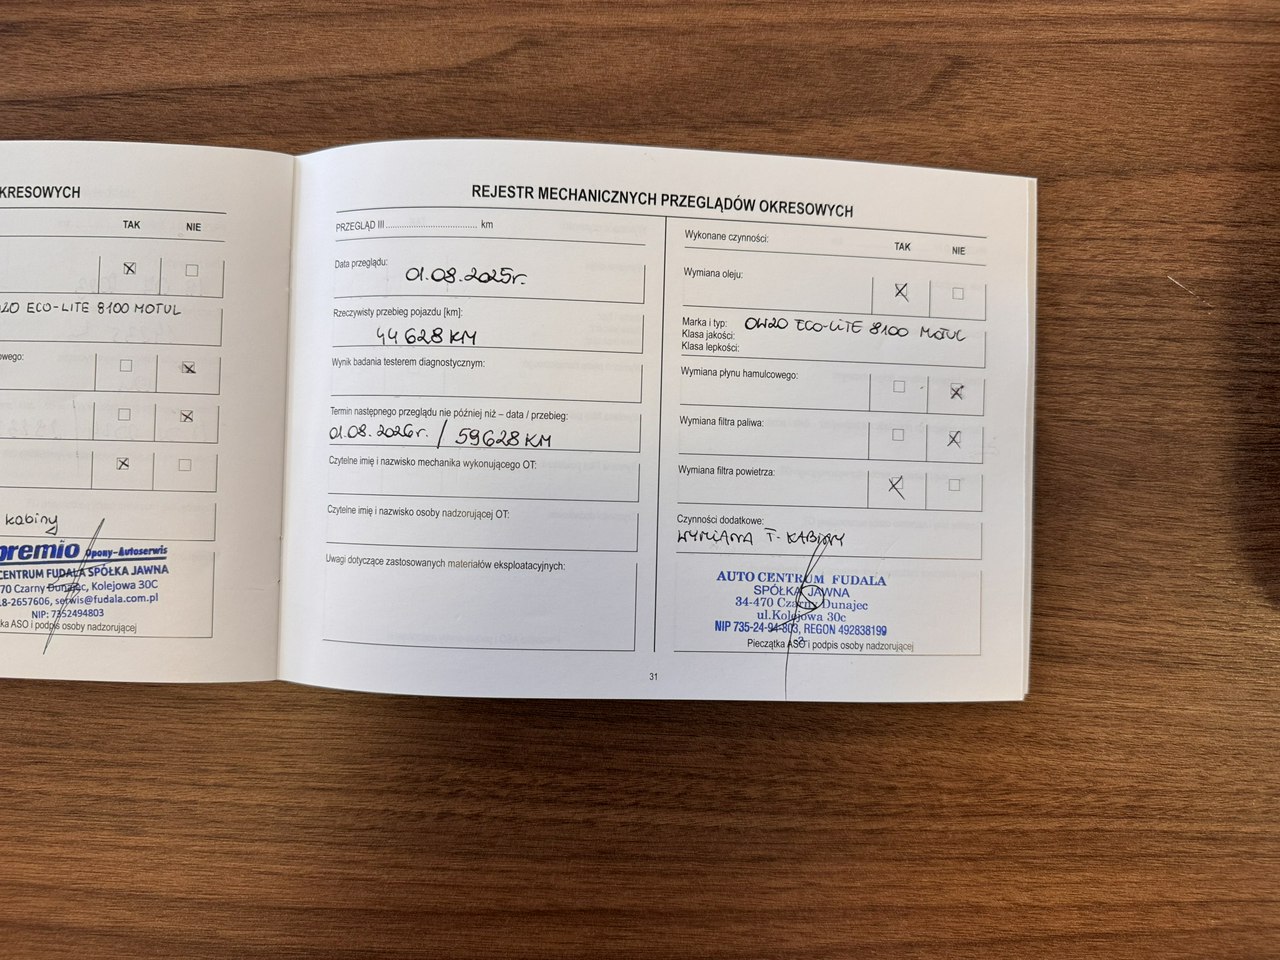 KRESOWYCH
TAK NIE
20 ECO-LITE 8100 MOTUL
owego:
kabiny
premio Opony-Autoserwis
CENTRUM FUDALA SPÓŁKA JAWNA
70 Czarny Dunajec, Kolejowa 30C
18-2657606, serwis@fudala.com.pl
NIP: 7352494803
ka ASO i podpis osoby nadzorującej
REJESTR MECHANICZNYCH PRZEGLĄDÓW OKRESOWYCH
PRZEGLĄD III ........................................ km
Data przeglądu:
01.08.2025r.
Rzeczywisty przebieg pojazdu [km]:
44 628 KM
Wynik badania testerem diagnostycznym:
Termin następnego przeglądu nie później niż – data / przebieg:
01.08.2026r. / 59628 KM
Czytelne imię i nazwisko mechanika wykonującego OT:
Czytelne imię i nazwisko osoby nadzorującej OT:
Uwagi dotyczące zastosowanych materiałów eksploatacyjnych:
Wykonane czynności: TAK NIE
Wymiana oleju:
Marka i typ: 0W20 ECO-LITE 8100 MOTUL
Klasa jakości:
Klasa lepkości:
Wymiana płynu hamulcowego:
Wymiana filtra paliwa:
Wymiana filtra powietrza:
Czynności dodatkowe:
WYMIANA F. KABINY
AUTO CENTRUM FUDALA
SPÓŁKA JAWNA
34-470 Czarny Dunajec
ul.Kolejowa 30c
NIP 735-24-94-803, REGON 492838199
Pieczątka ASO i podpis osoby nadzorującej
31